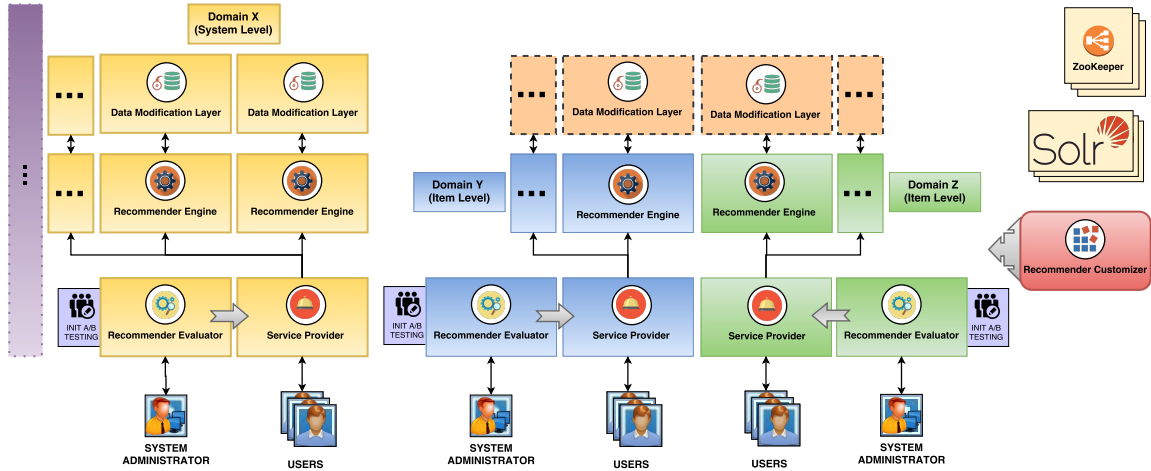 Domain X
(System Level)
ZooKeeper
...
Data Modification Layer
Data Modification Layer
...
Data Modification Layer
Data Modification Layer
...
Solr
...
...
Recommender Engine
Recommender Engine
Domain Y
(Item Level)
...
Recommender Engine
Recommender Engine
...
Domain Z
(Item Level)
Recommender Customizer
INIT A/B
TESTING
Recommender Evaluator
Service Provider
INIT A/B
TESTING
Recommender Evaluator
Service Provider
Service Provider
Recommender Evaluator
INIT A/B
TESTING
SYSTEM
ADMINISTRATOR
USERS
SYSTEM
ADMINISTRATOR
USERS
USERS
SYSTEM
ADMINISTRATOR